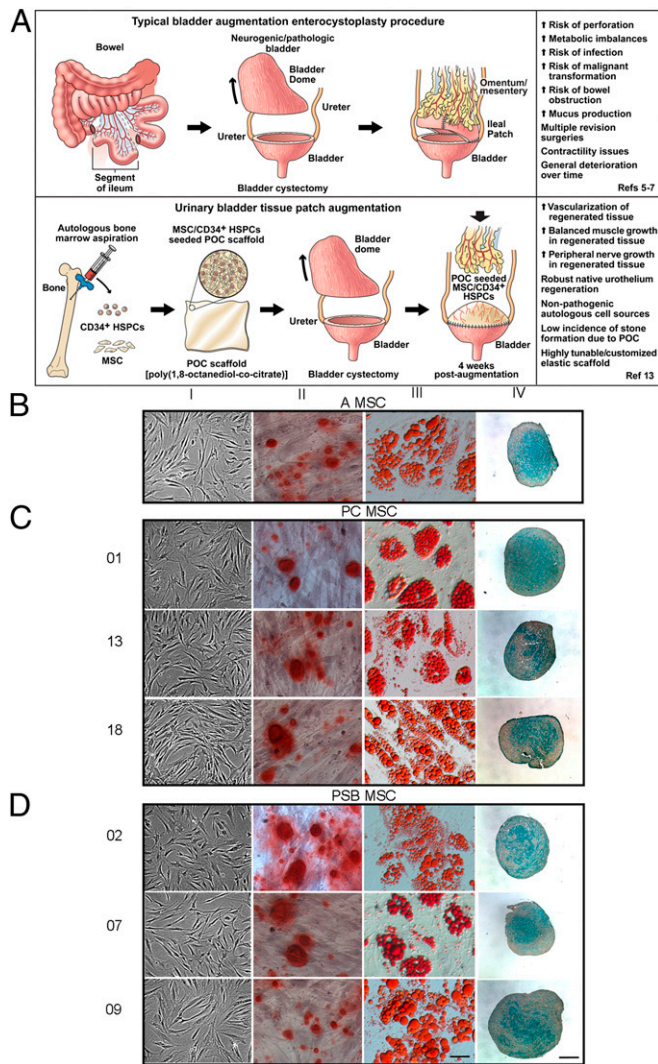 A
Typical bladder augmentation enterocystoplasty procedure
Bowel
Segment
of ileum
Neurogenic/pathologic
bladder
Bladder
Dome
Ureter
Ureter
Bladder
Bladder cystectomy
Omentum/
mesentery
Ileal
Patch
Bladder
⬆ Risk of perforation
⬆ Metabolic imbalances
⬆ Risk of infection
⬆ Risk of malignant
transformation
⬆ Risk of bowel
obstruction
⬆ Mucus production
Multiple revision
surgeries
Contractility issues
General deterioration
over time
Refs 5-7
Urinary bladder tissue patch augmentation
Autologous bone
marrow aspiration
Bone
CD34+ HSPCs
MSC
MSC/CD34+ HSPCs
seeded POC scaffold
POC scaffold
[poly(1,8-octanediol-co-citrate)]
Bladder
dome
Ureter
Bladder
Bladder cystectomy
POC seeded
MSC/CD34+
HSPCs
Bladder
4 weeks
post-augmentation
⬆ Vascularization of
regenerated tissue
⬆ Balanced muscle growth
in regenerated tissue
⬆ Peripheral nerve growth
in regenerated tissue
Robust native urothelium
regeneration
Non-pathogenic
autologous cell sources
Low incidence of stone
formation due to POC
Highly tunable/customized
elastic scaffold
Ref 13
I II III IV
B
A MSC
C
PC MSC
01
13
18
D
PSB MSC
02
07
09